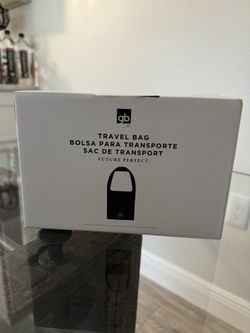 gb
TRAVEL BAG
BOLSA PARA TRANSPORTE
SAC DE TRANSPORT
FUTURE PERFECT